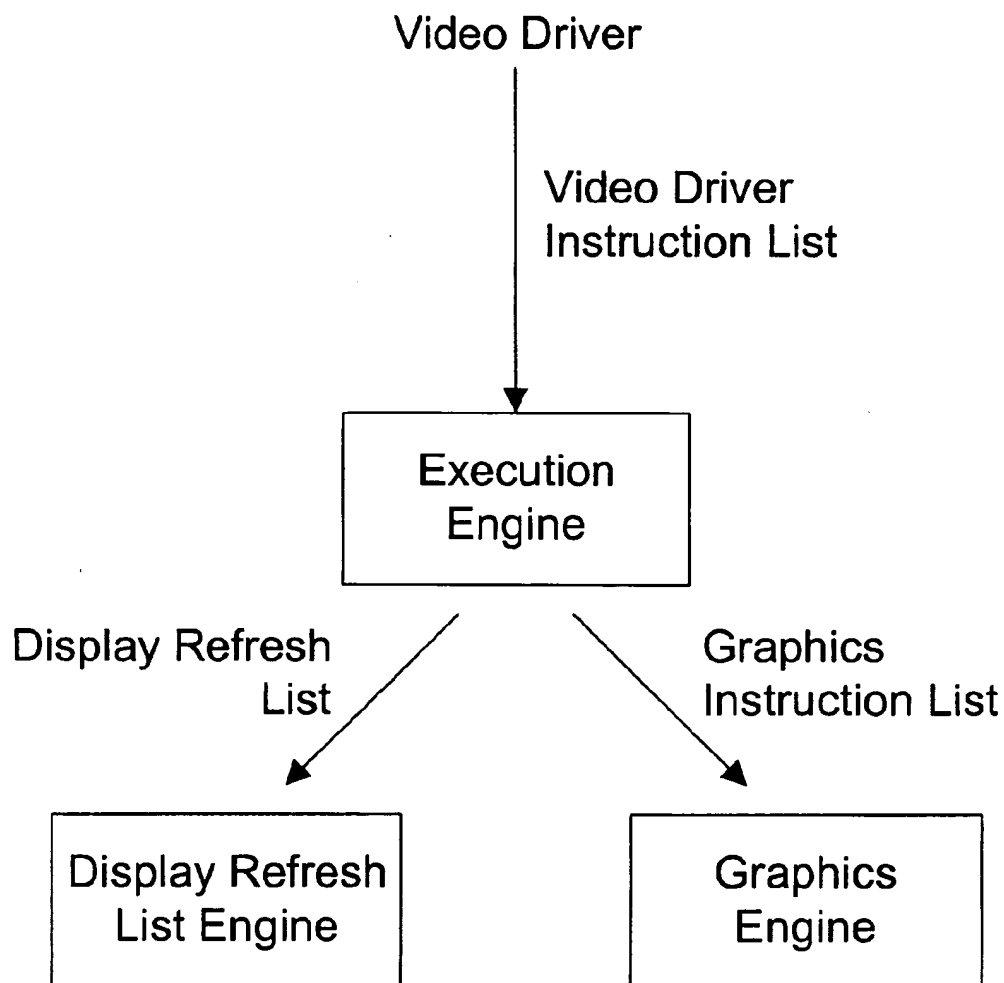 Video Driver
Video Driver
Instruction List
Execution
Engine
Display Refresh
List
Graphics
Instruction List
Display Refresh
List Engine
Graphics
Engine